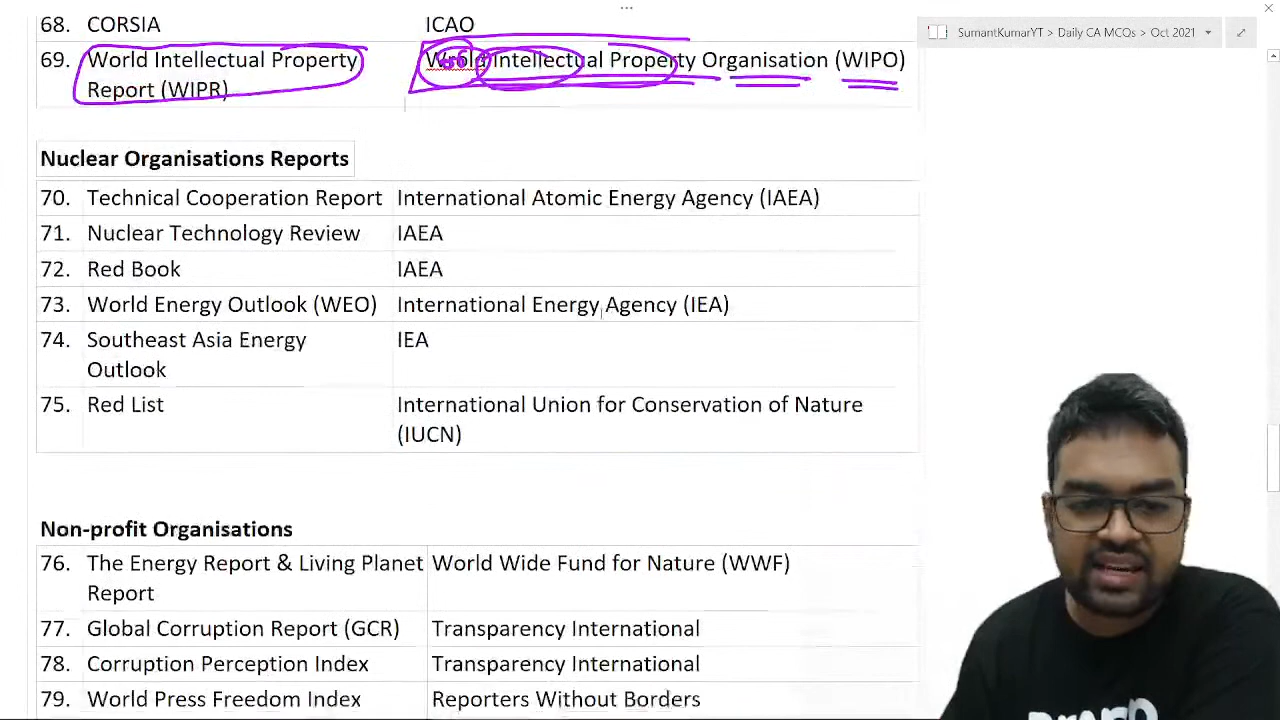 68. CORSIA ICAO
SumantKumarYT > Daily CA MCQs > Oct 2021
69. World Intellectual Property Intellectual Property Organisation (WIPO)
Report (WIPR)
Nuclear Organisations Reports
70. Technical Cooperation Report International Atomic Energy Agency (IAEA)
71. Nuclear Technology Review IAEA
72. Red Book IAEA
73. World Energy Outlook (WEO) International Energy Agency (IEA)
74. Southeast Asia Energy IEA
Outlook
75. Red List International Union for Conservation of Nature
(IUCN)
Non-profit Organisations
76. The Energy Report & Living Planet World Wide Fund for Nature (WWF)
Report
77. Global Corruption Report (GCR) Transparency International
78. Corruption Perception Index Transparency International
79. World Press Freedom Index Reporters Without Borders